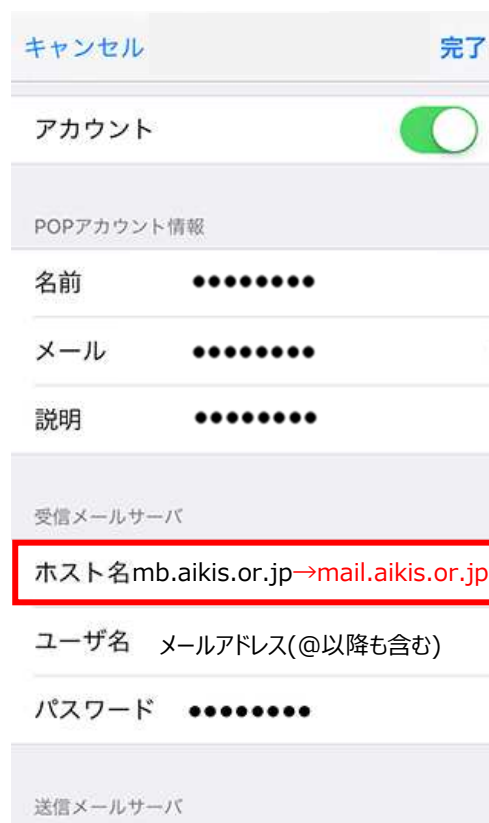 キャンセル 完了
アカウント
POPアカウント情報
名前 ●●●●●●●●
メール ●●●●●●●●
説明 ●●●●●●●●
受信メールサーバ
ホスト名mb.aikis.or.jp→mail.aikis.or.jp
ユーザ名 メールアドレス(@以降も含む)
パスワード ●●●●●●●●
送信メールサーバ